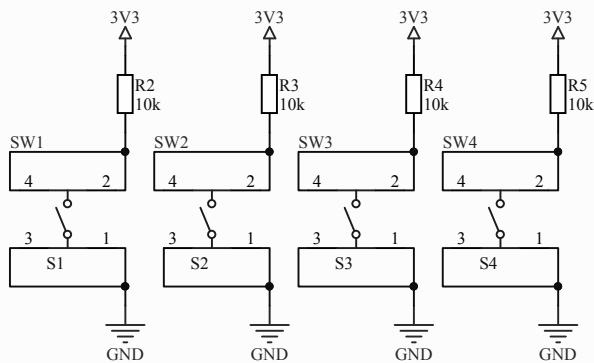 3V3 3V3 3V3 3V3
R2 R3 R4 R5
10k 10k 10k 10k
SW1 SW2 SW3 SW4
4 2 4 2 4 2 4 2
3 1 3 1 3 1 3 1
S1 S2 S3 S4
GND GND GND GND